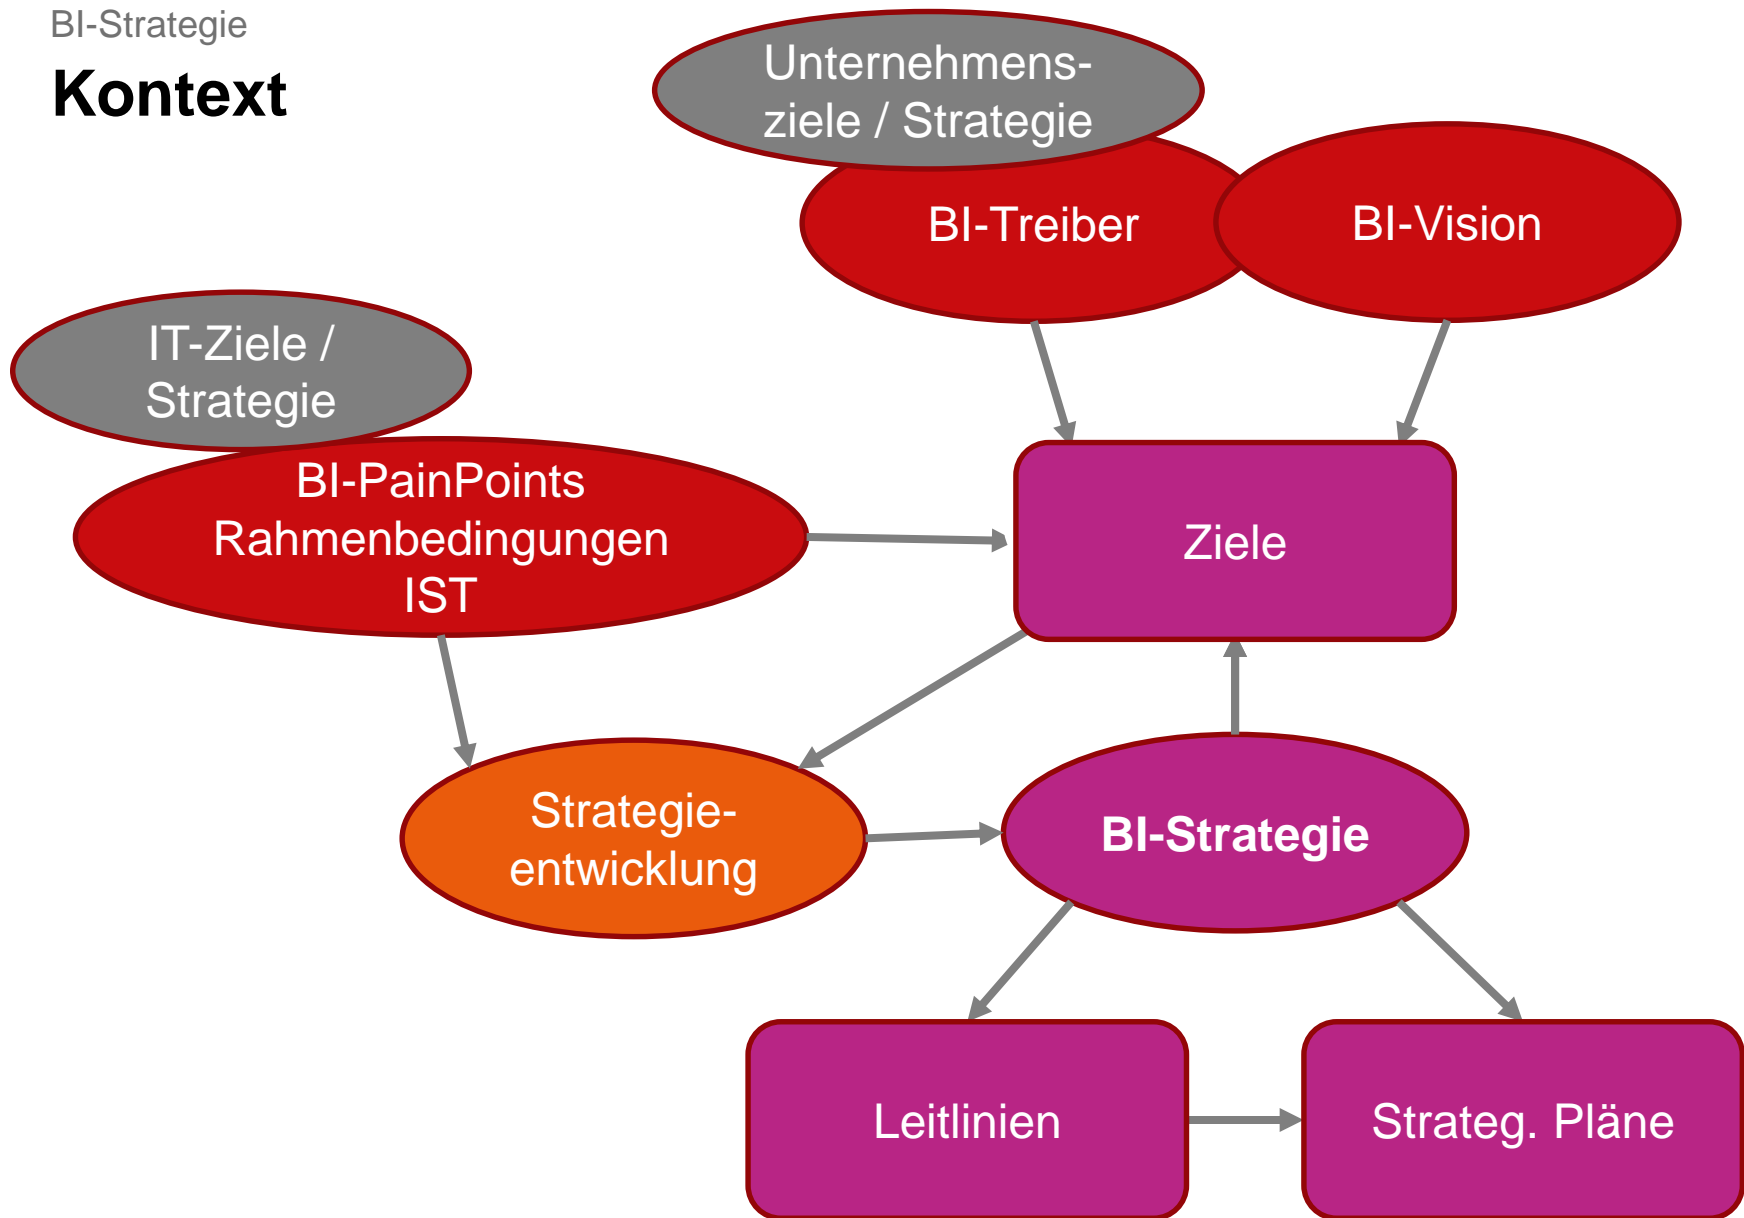 BI-Strategie
Kontext
Unternehmens-
ziele / Strategie
BI-Treiber
BI-Vision
IT-Ziele /
Strategie
BI-PainPoints
Rahmenbedingungen
IST
Ziele
Strategie-
entwicklung
BI-Strategie
Leitlinien
Strateg. Pläne